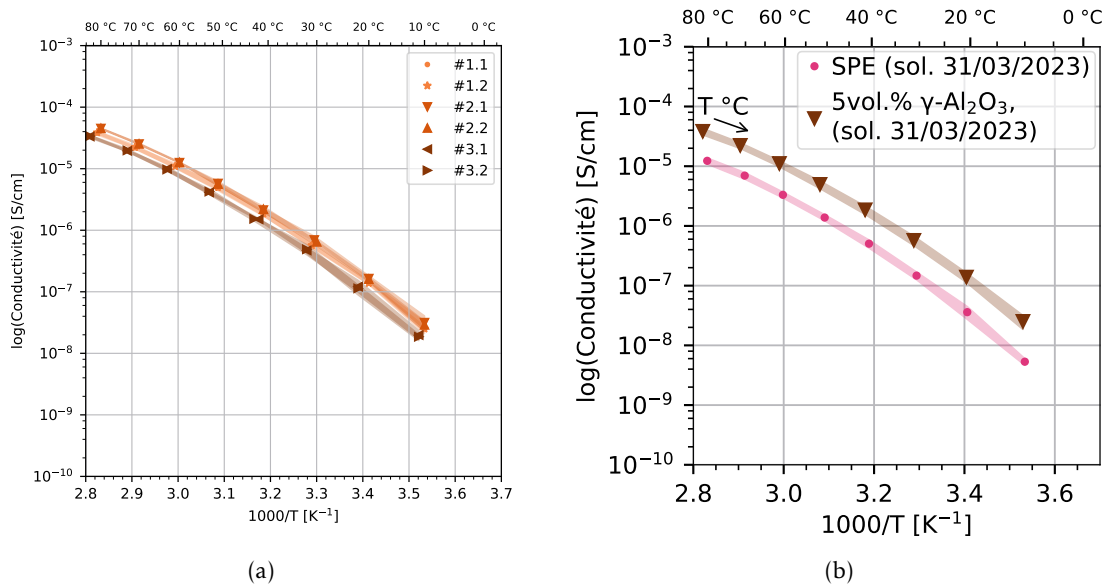 80 °C 70 °C 60 °C 50 °C 40 °C 30 °C 20 °C 10 °C 0 °C
10⁻³
10⁻⁴
10⁻⁵
10⁻⁶
10⁻⁷
10⁻⁸
10⁻⁹
10⁻¹⁰
log(Conductivité) [S/cm]
#1.1
#1.2
#2.1
#2.2
#3.1
#3.2
2.8 2.9 3.0 3.1 3.2 3.3 3.4 3.5 3.6 3.7
1000/T [K⁻¹]
(a)
80 °C 60 °C 40 °C 20 °C 0 °C
10⁻³
10⁻⁴
10⁻⁵
10⁻⁶
10⁻⁷
10⁻⁸
10⁻⁹
10⁻¹⁰
log(Conductivité) [S/cm]
SPE (sol. 31/03/2023)
5vol.% γ-Al₂O₃,
(sol. 31/03/2023)
T °C
2.8 3.0 3.2 3.4 3.6
1000/T [K⁻¹]
(b)